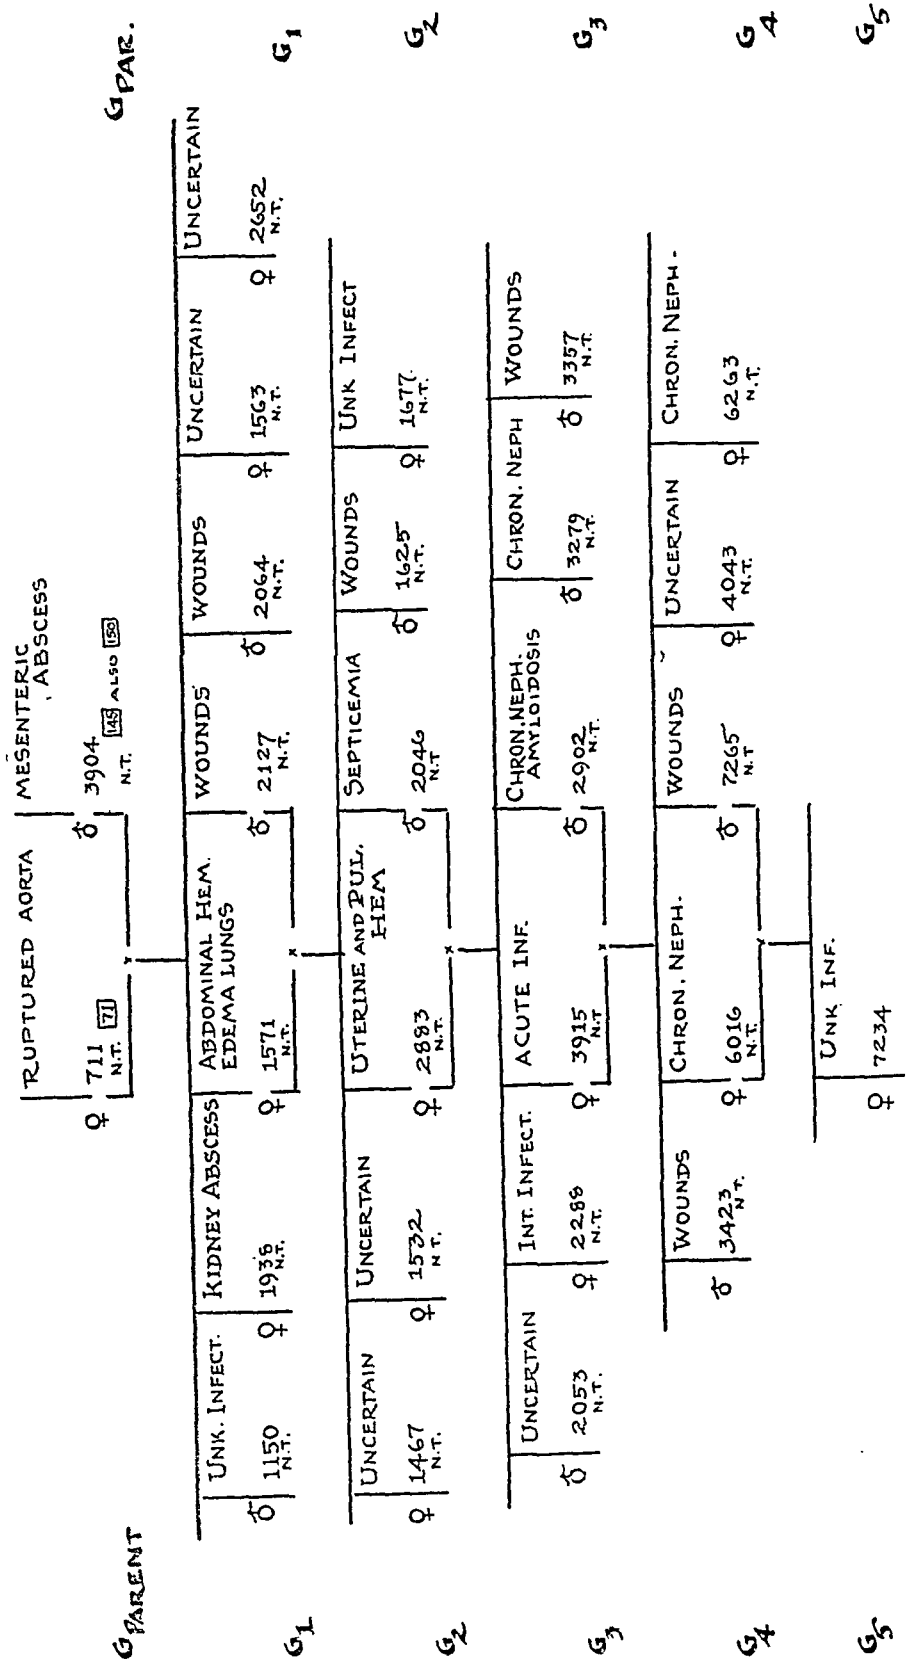 GPARENT
RUPTURED AORTA
MESENTERIC
ABSCESS
GPAR.
♀ 711 71
N.T.
♂ 3904 145 ALSO 150
N.T.
UNK. INFECT.
KIDNEY ABSCESS
ABDOMINAL HEM.
EDEMA LUNGS
WOUNDS
WOUNDS
UNCERTAIN
UNCERTAIN
G1
♂ 1150
N.T.
♀ 1938
N.T.
♀ 1571
N.T.
♂ 2127
N.T.
♂ 2064
N.T.
♀ 1563
N.T.
♀ 2652
N.T.
G1
UNCERTAIN
UNCERTAIN
UTERINE AND PUL.
HEM
SEPTICEMIA
WOUNDS
UNK INFECT
G2
♀ 1467
N.T.
♀ 1532
N.T.
♀ 2883
N.T.
♂ 2046
N.T
♂ 1625
N.T.
♀ 1677
N.T.
G2
UNCERTAIN
INT. INFECT.
ACUTE INF.
CHRON. NEPH.
AMYLOIDOSIS
CHRON. NEPH
WOUNDS
G3
♂ 2053
N.T.
♀ 2288
N.T.
♀ 3915
N.T
♂ 2902
N.T.
♂ 3279
N.T.
♂ 3357
N.T.
G3
WOUNDS
CHRON. NEPH.
WOUNDS
UNCERTAIN
CHRON. NEPH.
G4
♂ 3423
N.T.
♀ 6016
N.T.
♂ 7265
N.T
♀ 4043
N.T.
♀ 6263
N.T.
G4
UNK. INF.
G5
♀ 7234
G5